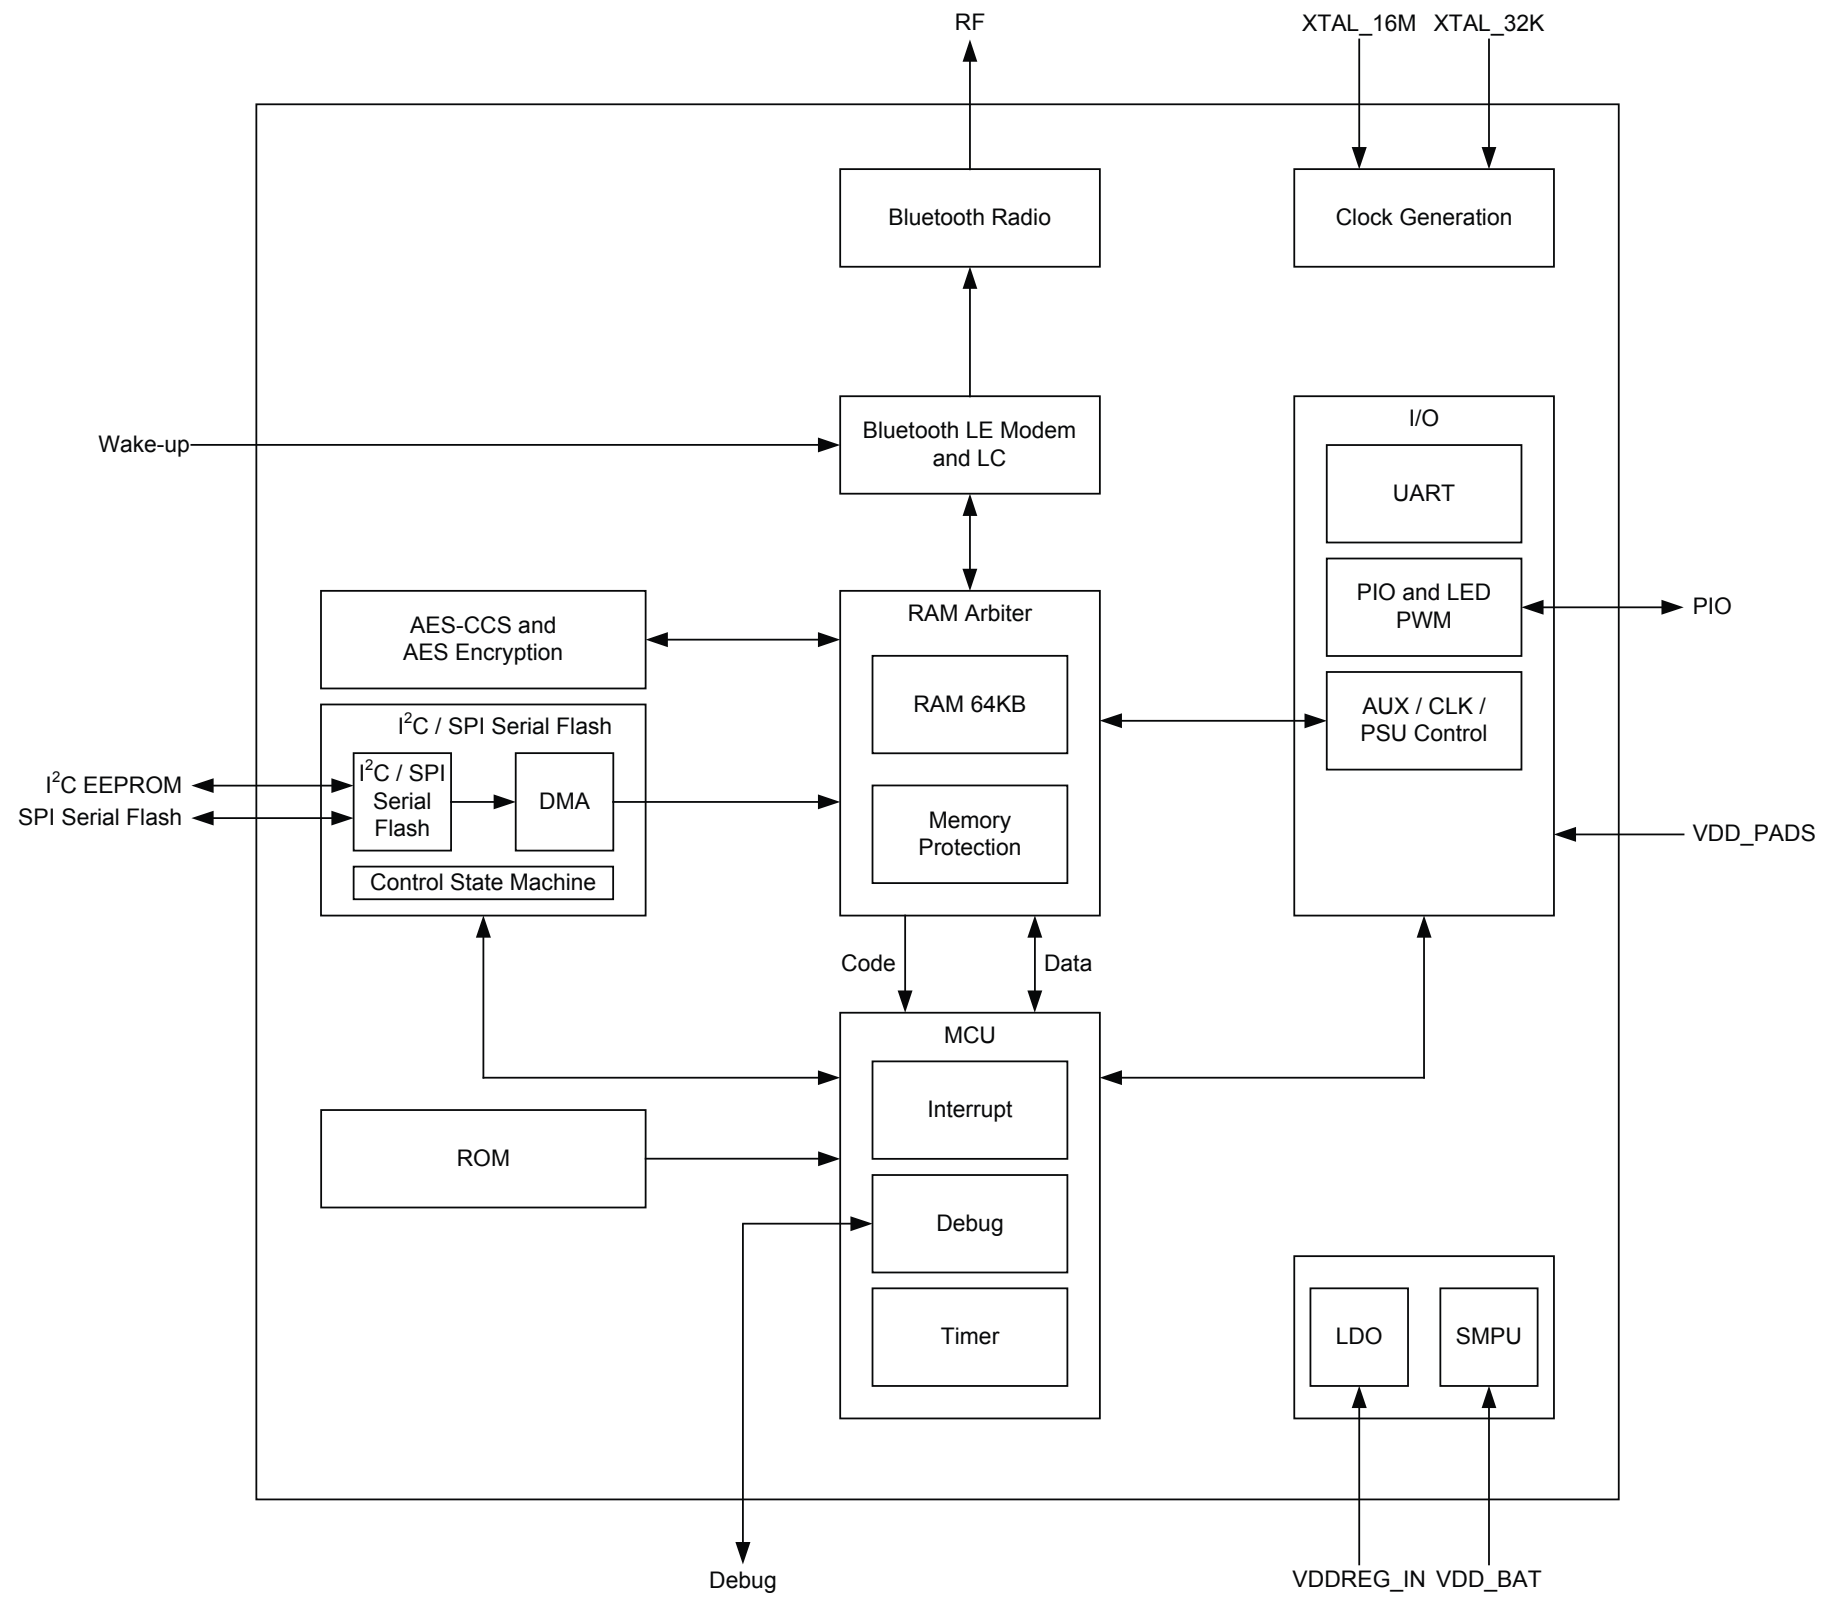 RF
XTAL_16M XTAL_32K
Bluetooth Radio
Clock Generation
Wake-up
Bluetooth LE Modem
and LC
I/O
UART
PIO and LED
PWM
PIO
AUX / CLK /
PSU Control
VDD_PADS
AES-CCS and
AES Encryption
RAM Arbiter
RAM 64KB
Memory
Protection
I²C / SPI Serial Flash
I²C / SPI
Serial
Flash
DMA
Control State Machine
I²C EEPROM
SPI Serial Flash
Code
Data
MCU
Interrupt
Debug
Timer
ROM
LDO
SMPU
Debug
VDDREG_IN VDD_BAT